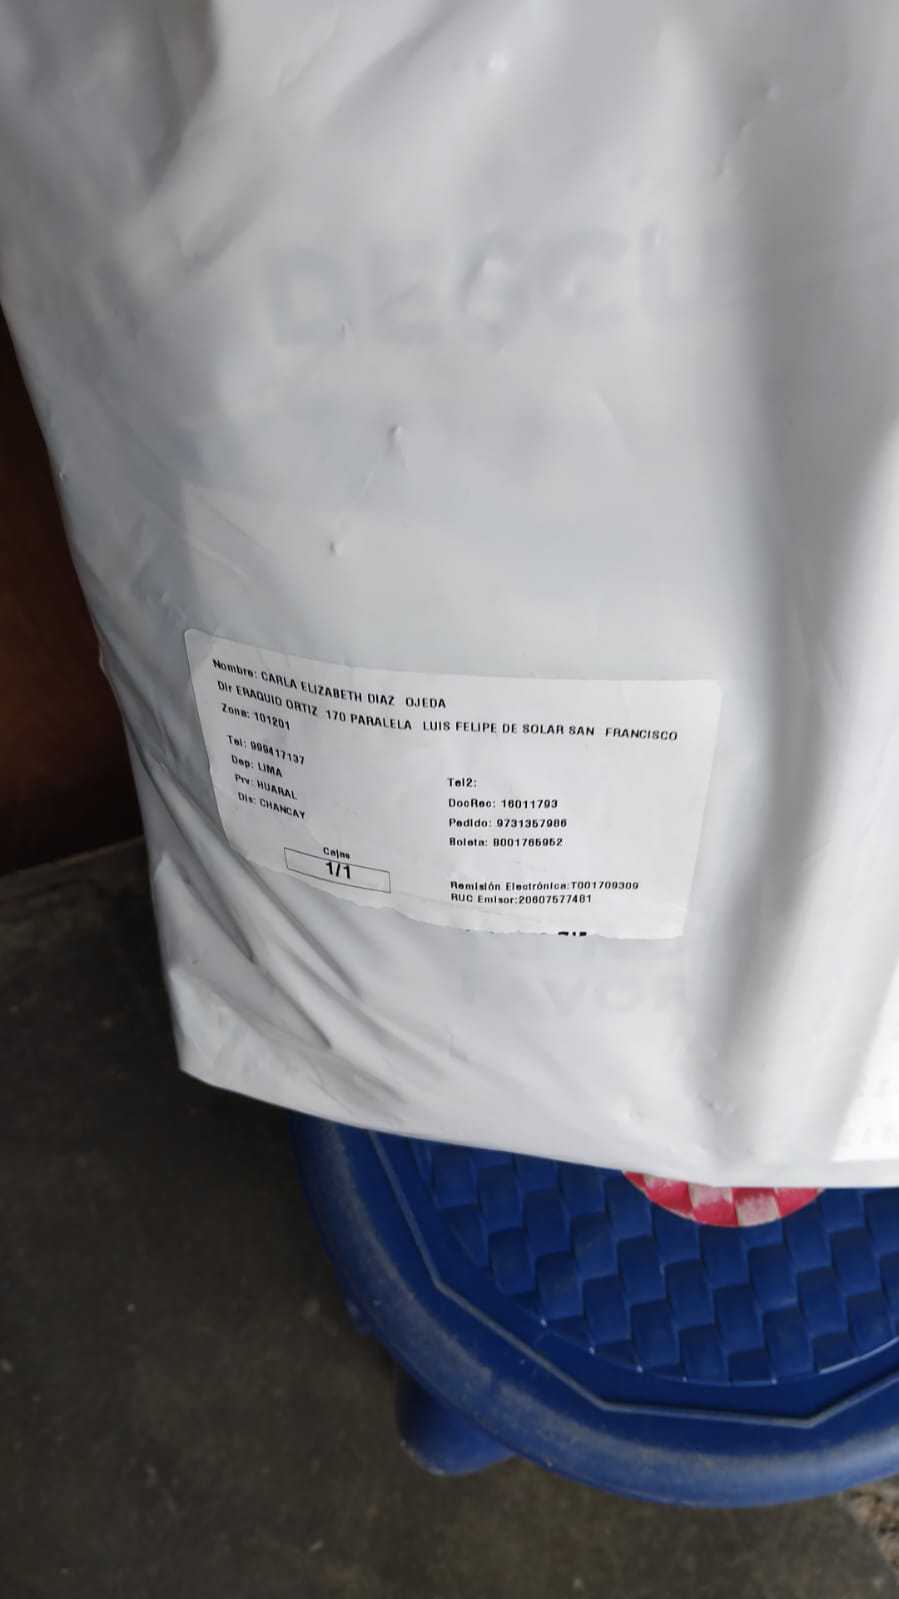 DESCU
Nombre: CARLA ELIZABETH DIAZ OJEDA
Dir ERAQUIO ORTIZ 170 PARALELA LUIS FELIPE DE SOLAR SAN FRANCISCO
Zona: 101201
Tel: 999417137
Dep: LIMA
Prv: HUARAL
Dis: CHANCAY
Tel2:
DocRec: 16011793
Pedido: 9731357986
Boleta: B001765952
Cajas
1/1
Remisión Electrónica:T001709309
RUC Emisor:20607577481